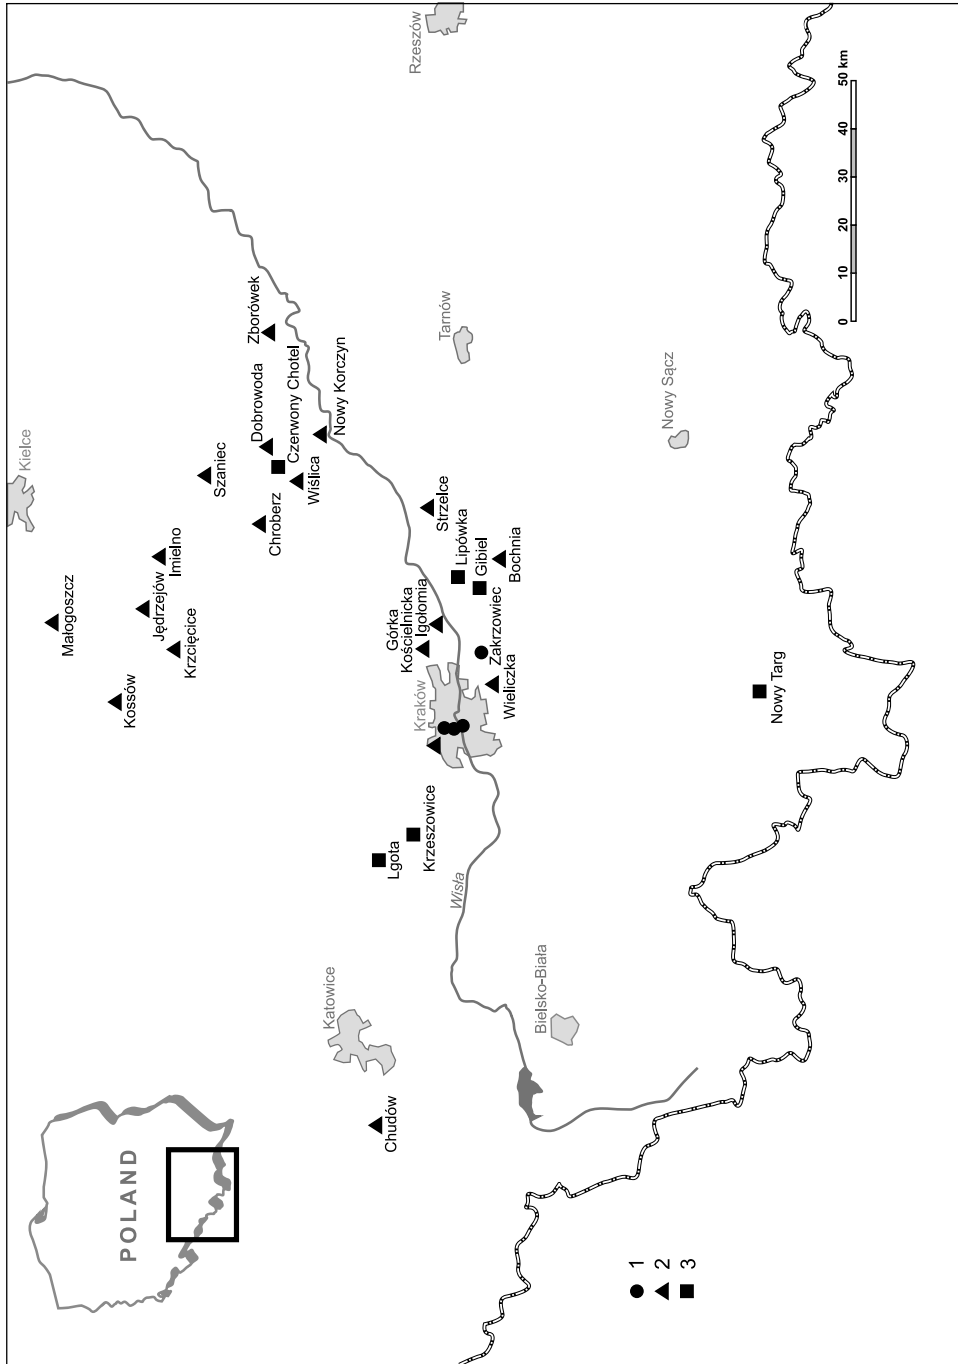 POLAND
Kielce
Małogoszcz
Kossów
Jędrzejów
Imielno
Krzcięcice
Szaniec
Zborówek
Dobrowoda
Chroberz
Czerwony Chotel
Wiślica
Nowy Korczyn
Katowice
Chudów
Lgota
Krzeszowice
Kraków
Górka
Kościelnicka
Igołomia
Strzelce
Rzeszów
Tarnów
Wisła
Lipówka
Gibiel
Bochnia
Zakrzowiec
Wieliczka
Bielsko-Biała
Nowy Sącz
Nowy Targ
1
2
3
0 10 20 30 40 50 km